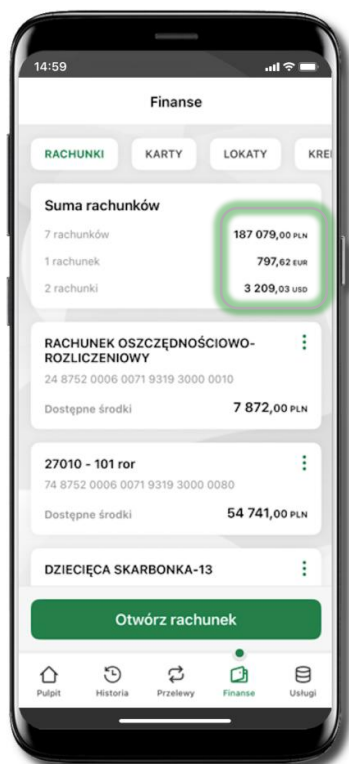 14:59
Finanse
RACHUNKI KARTY LOKATY KRE
Suma rachunków
7 rachunków 187 079,00 PLN
1 rachunek 797,62 EUR
2 rachunki 3 209,03 USD
RACHUNEK OSZCZĘDNOŚCIOWO-
ROZLICZENIOWY
24 8752 0006 0071 9319 3000 0010
Dostępne środki 7 872,00 PLN
27010 - 101 ror
74 8752 0006 0071 9319 3000 0080
Dostępne środki 54 741,00 PLN
DZIECIĘCA SKARBONKA-13
Otwórz rachunek
Pulpit Historia Przelewy Finanse Usługi